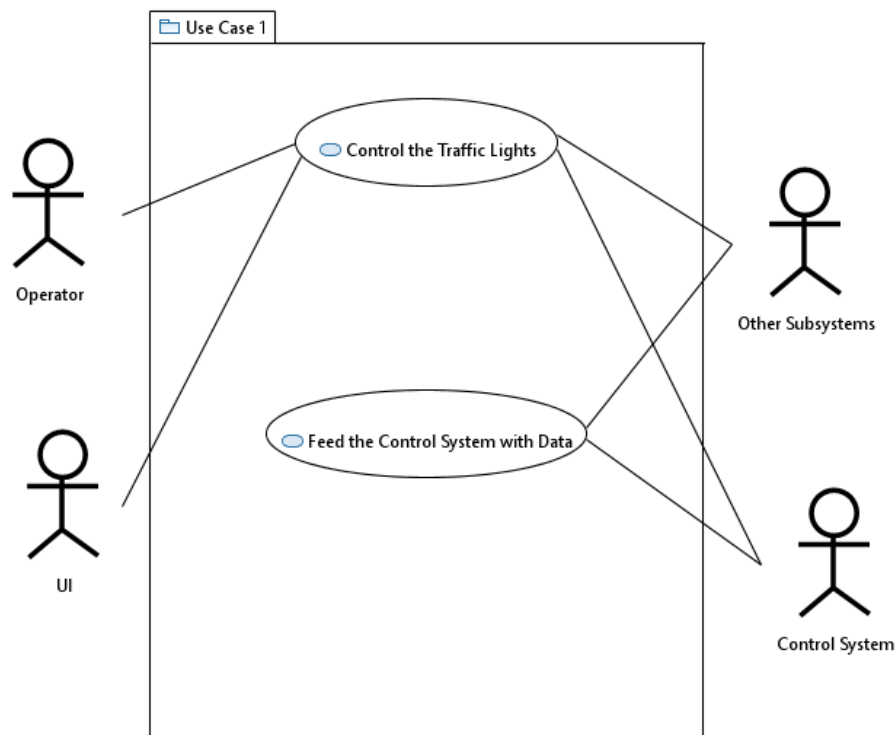 Use Case 1
Control the Traffic Lights
Operator
Other Subsystems
Feed the Control System with Data
UI
Control System